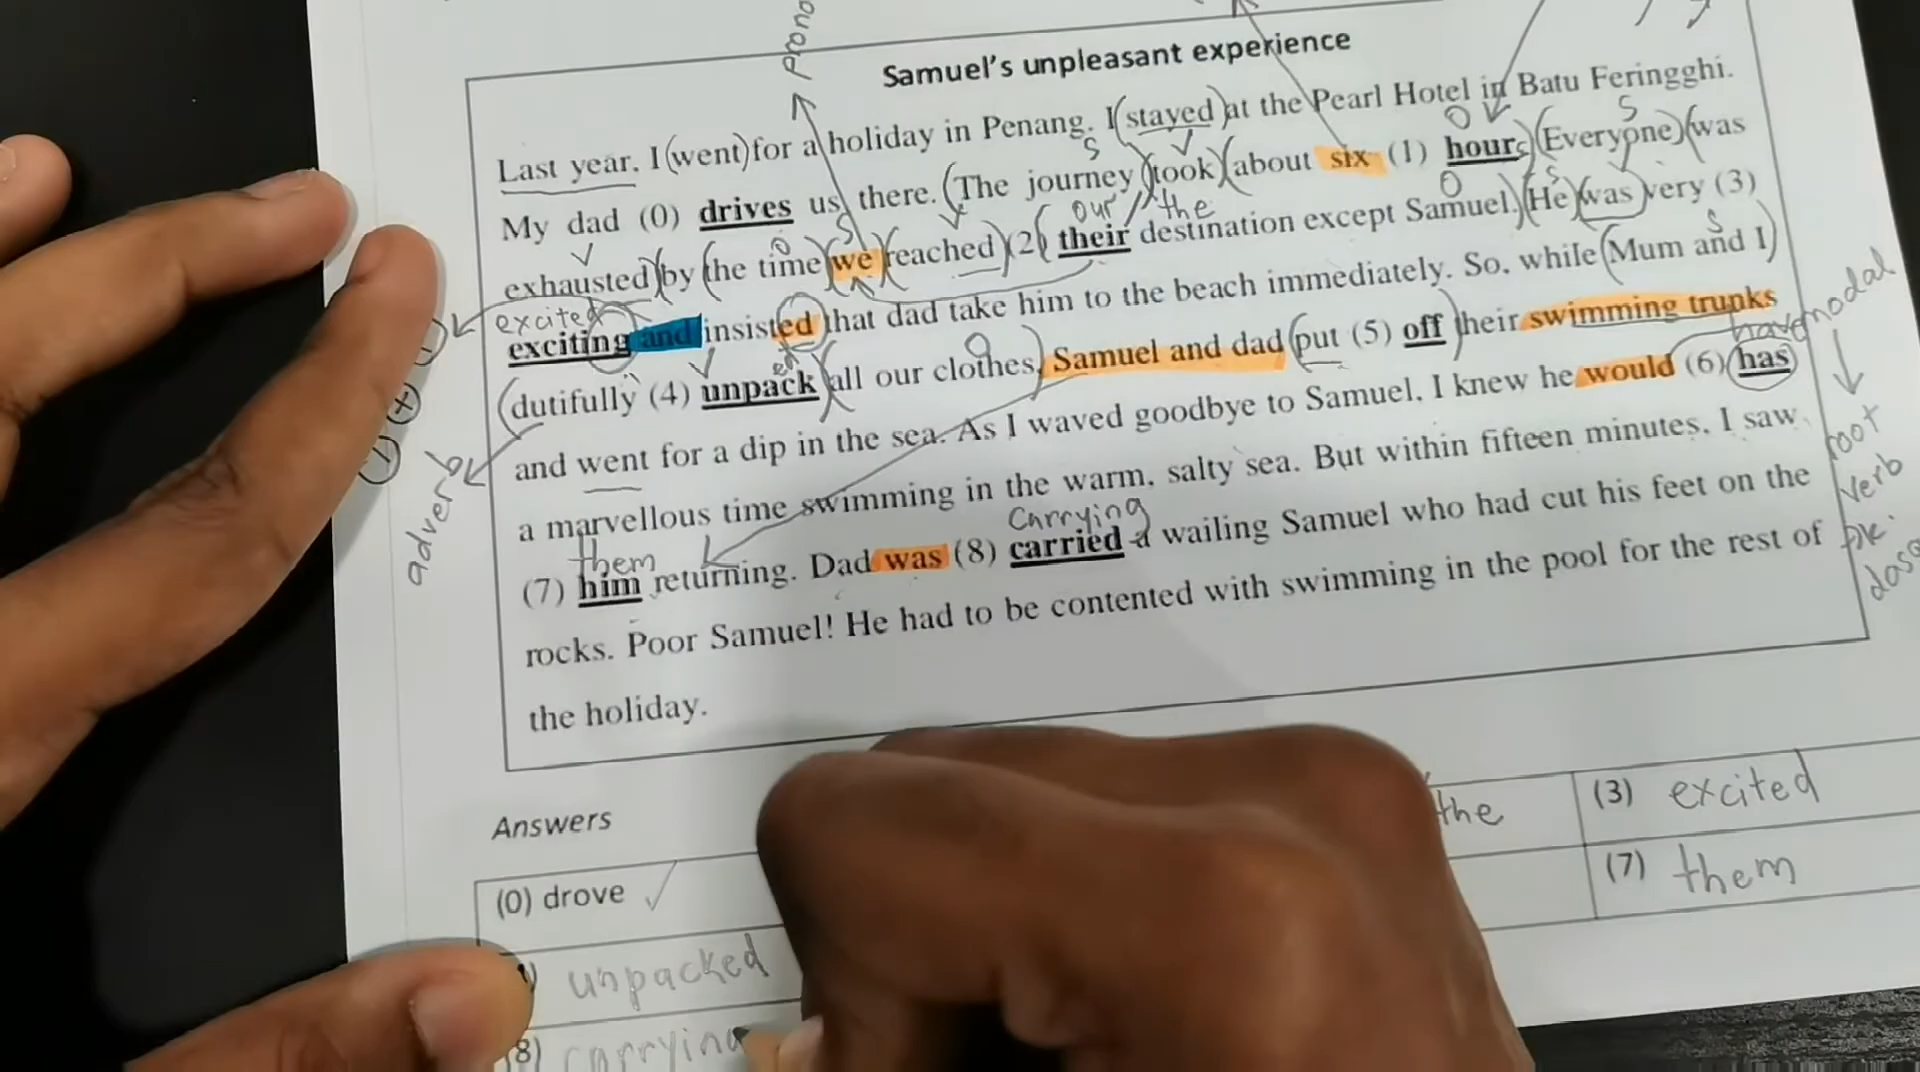 Samuel's unpleasant experience
Last year, I went for a holiday in Penang. I stayed at the Pearl Hotel in Batu Feringghi.
My dad (0) drives us there. The journey took about six (1) hour. Everyone was
our / the
exhausted by the time we reached (2) their destination except Samuel. He was very (3)
excited
exciting and insisted that dad take him to the beach immediately. So, while Mum and I
dutifully (4) unpack all our clothes, Samuel and dad put (5) off their swimming trunks
have
and went for a dip in the sea. As I waved goodbye to Samuel, I knew he would (6) has
a marvellous time swimming in the warm, salty sea. But within fifteen minutes, I saw
them
carrying
(7) him returning. Dad was (8) carried a wailing Samuel who had cut his feet on the
rocks. Poor Samuel! He had to be contented with swimming in the pool for the rest of
the holiday.
adverb
modal
root
verb
Answers
(0) drove
the
(3) excited
unpacked
(7) them
8) carrying